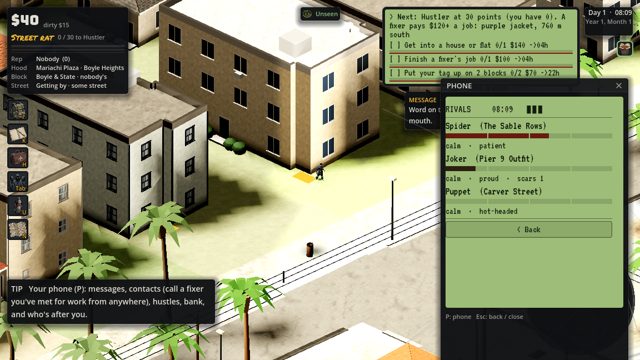 $40 dirty $15
STREET RAT 0 / 30 to Hustler
Rep Nobody (0)
Hood Mariachi Plaza · Boyle Heights
Block Boyle & State · nobody's
Street Getting by · some street
H
Tab
U
Unseen
> Next: Hustler at 30 points (you have 0). A
fixer pays $120+ a job: purple jacket, 760 m
south
[ ] Get into a house or flat 0/1 $140 ->04h
[ ] Finish a fixer's job 0/1 $100 ->04h
[ ] Put your tag up on 2 blocks 0/2 $70 ->22h
Day 1 · 08:09
Year 1, Month 1
MESSAGE
Word on t
mouth.
PHONE ✕
RIVALS 08:09
Spider (The Sable Rows)
calm · patient
Joker (Pier 9 Outfit)
calm · proud · scars 1
Puppet (Carver Street)
calm · hot-headed
< Back
P: phone Esc: back / close
TIP Your phone (P): messages, contacts (call a fixer
you've met for work from anywhere), hustles, bank,
and who's after you.